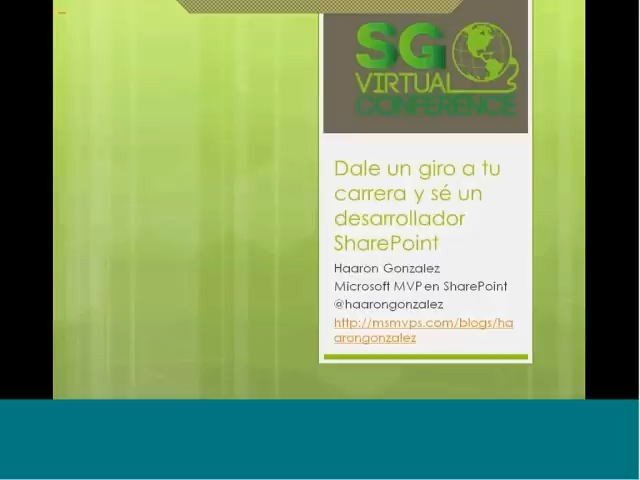 SG
VIRTUAL
CONFERENCE
Dale un giro a tu
carrera y sé un
desarrollador
SharePoint
Haaron Gonzalez
Microsoft MVP en SharePoint
@haarongonzalez
http://msmvps.com/blogs/ha
arongonzalez